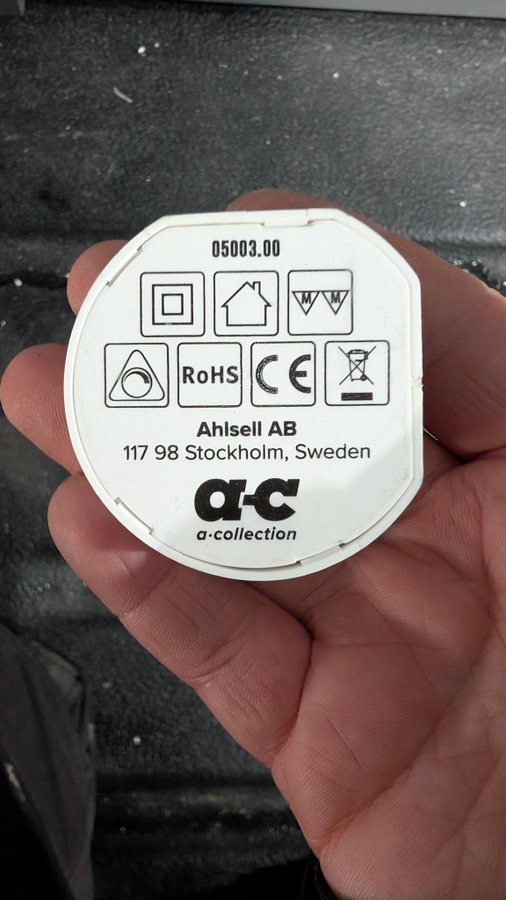 05003.00
M M
RoHS
CE
Ahlsell AB
117 98 Stockholm, Sweden
a-c
a·collection